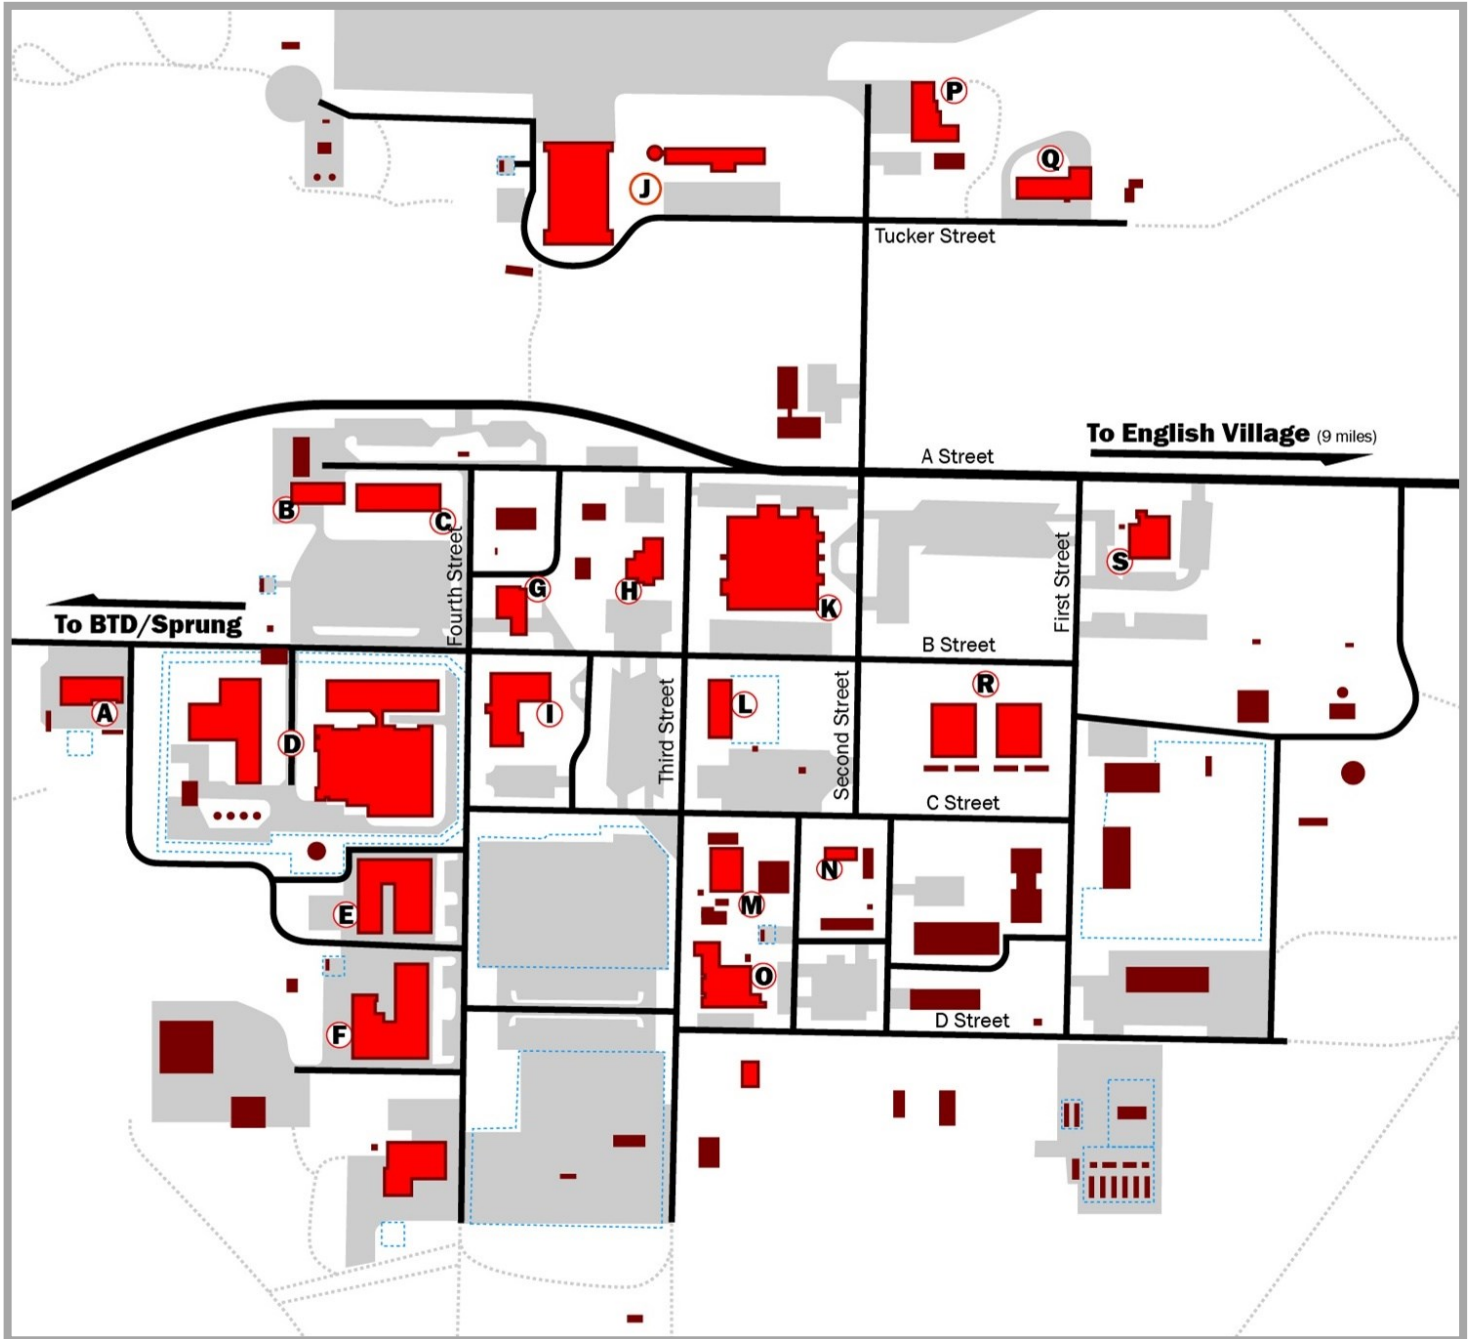 P
Q
J
Tucker Street
To English Village (9 miles)
A Street
B
C
Fourth Street
First Street
S
G
H
K
To BTD/Sprung
B Street
A
D
I
Third Street
L
Second Street
R
C Street
N
M
E
O
F
D Street